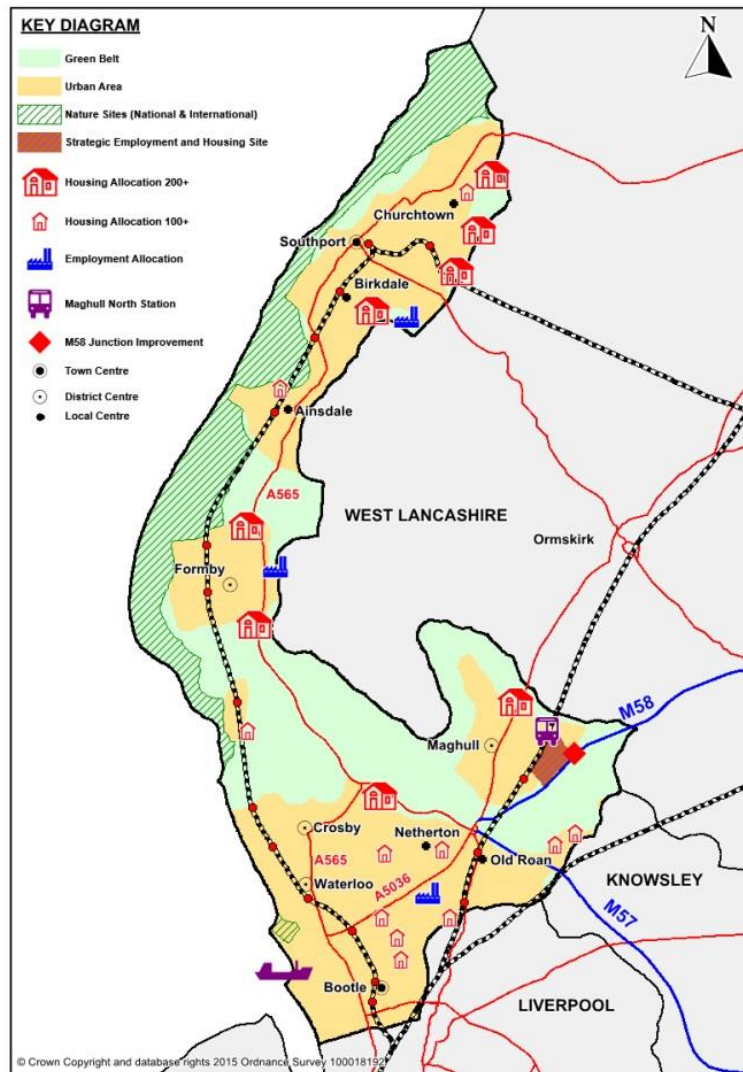 KEY DIAGRAM
Green Belt
Urban Area
Nature Sites (National & International)
Strategic Employment and Housing Site
Housing Allocation 200+
Housing Allocation 100+
Employment Allocation
Maghull North Station
M58 Junction Improvement
Town Centre
District Centre
Local Centre
N
Churchtown
Southport
Birkdale
Ainsdale
A565
WEST LANCASHIRE
Ormskirk
Formby
M58
Maghull
Crosby
Netherton
A565
Old Roan
A5036
Waterloo
KNOWSLEY
M57
Bootle
LIVERPOOL
© Crown Copyright and database rights 2015 Ordnance Survey 100018192